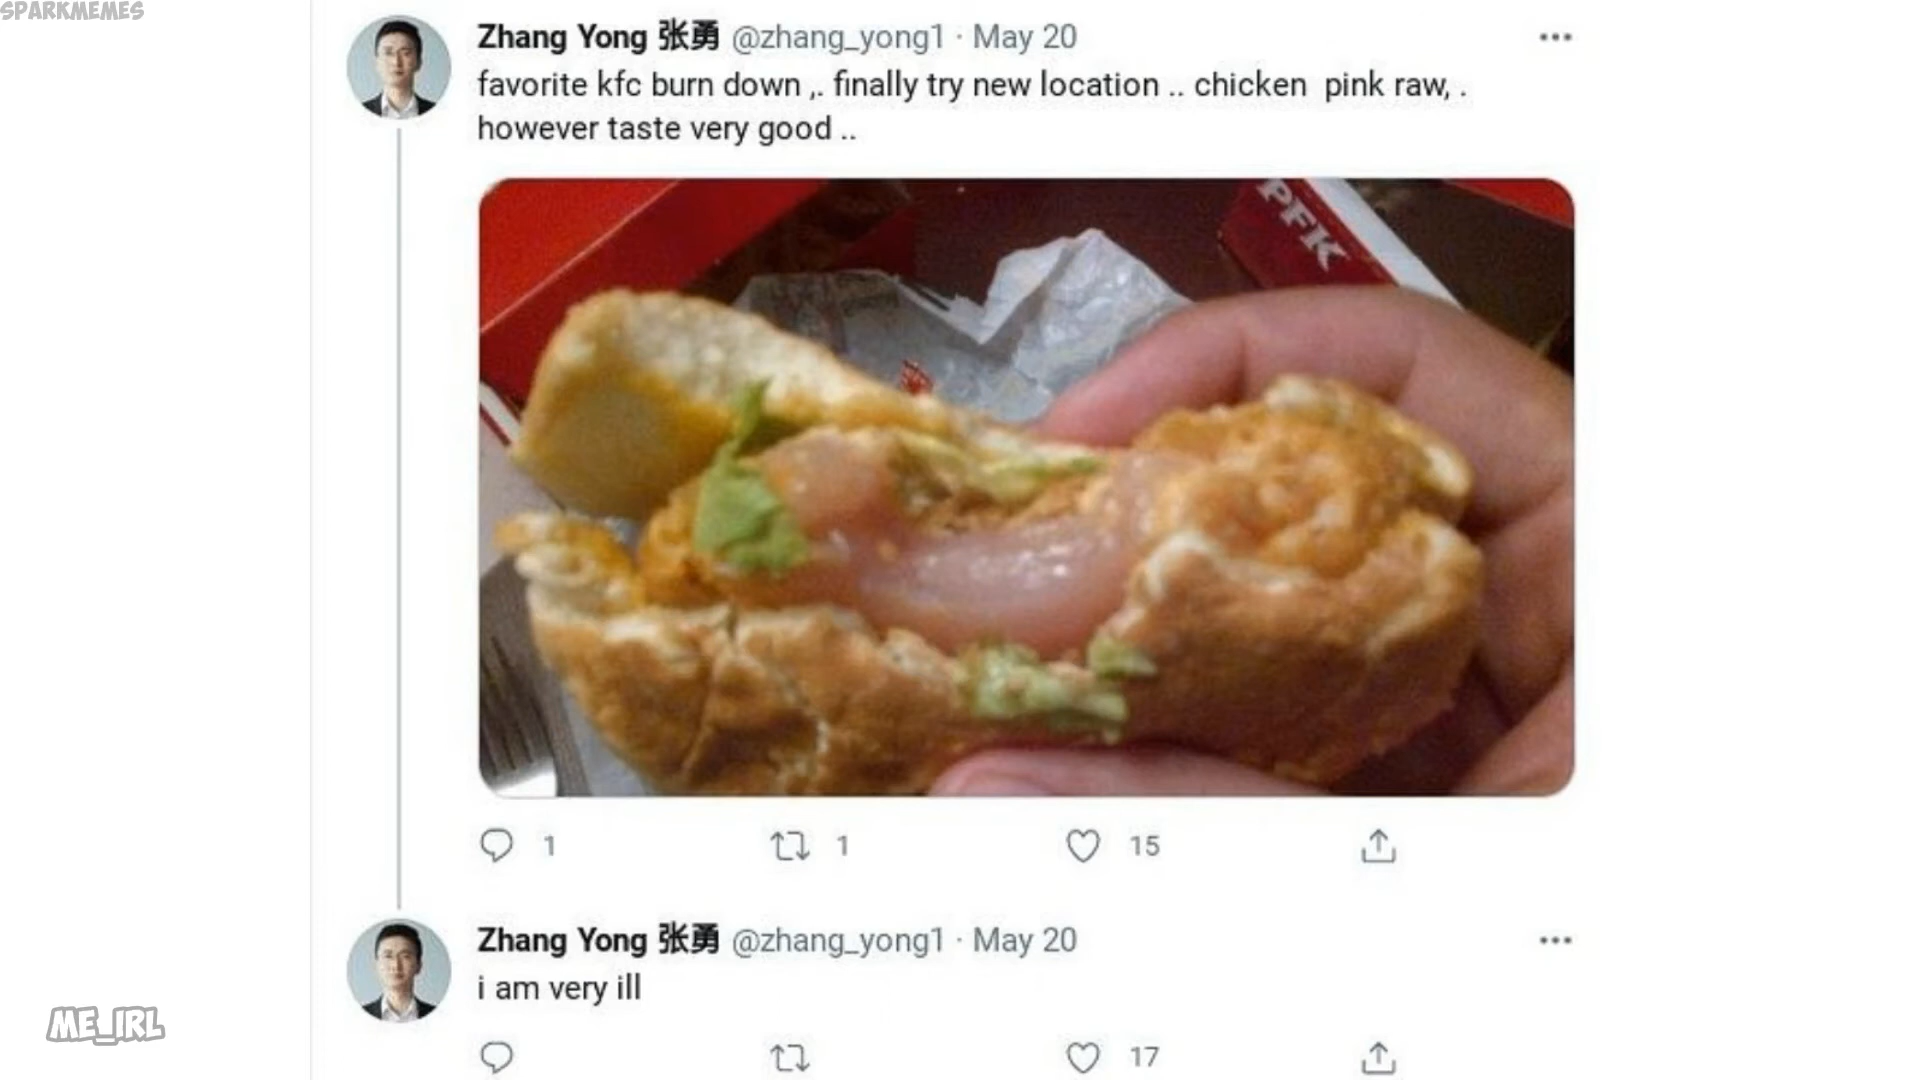 SPARKMEMES
Zhang Yong 张勇 @zhang_yong1 · May 20
favorite kfc burn down ,. finally try new location .. chicken  pink raw, .
however taste very good ..
PFK
1 1 15
Zhang Yong 张勇 @zhang_yong1 · May 20
i am very ill
ME_IRL
17